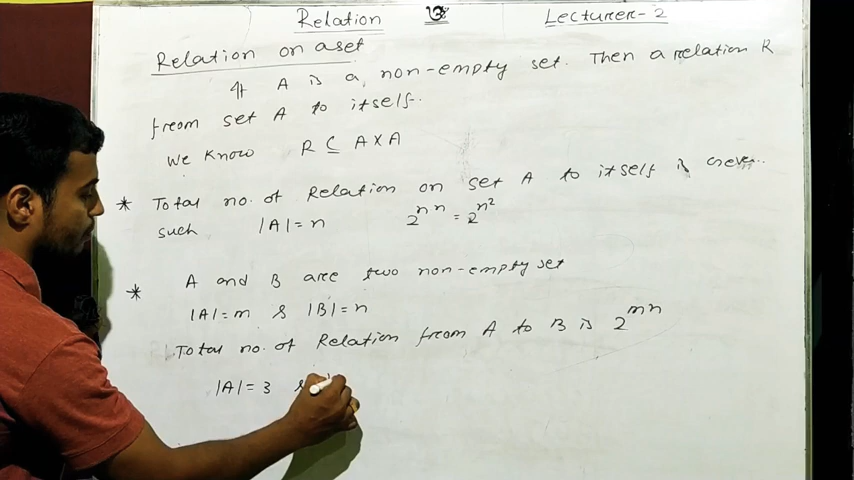 Relation
Lecturer-2
Relation on a set
If A is a non-empty set. Then a relation R
from set A to itself..
We know R ⊆ A×A
* Total no. of Relation on set A to itself is
such |A|=n 2^nn = 2^n²
* A and B are two non-empty set
|A|=m & |B|=n
Total no. of Relation from A to B is 2^mn
|A|=3 &